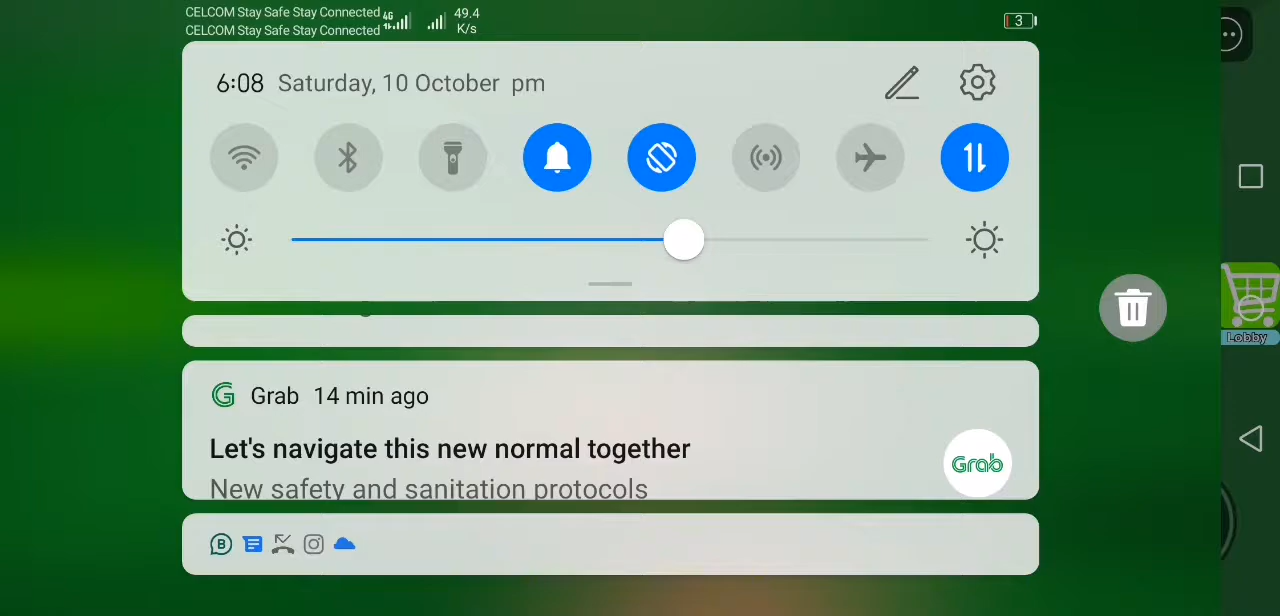 CELCOM Stay Safe Stay Connected 4G 49.4
CELCOM Stay Safe Stay Connected K/s
3
6:08 Saturday, 10 October pm
Lobby
Grab 14 min ago
Let's navigate this new normal together
Grab
New safety and sanitation protocols
B